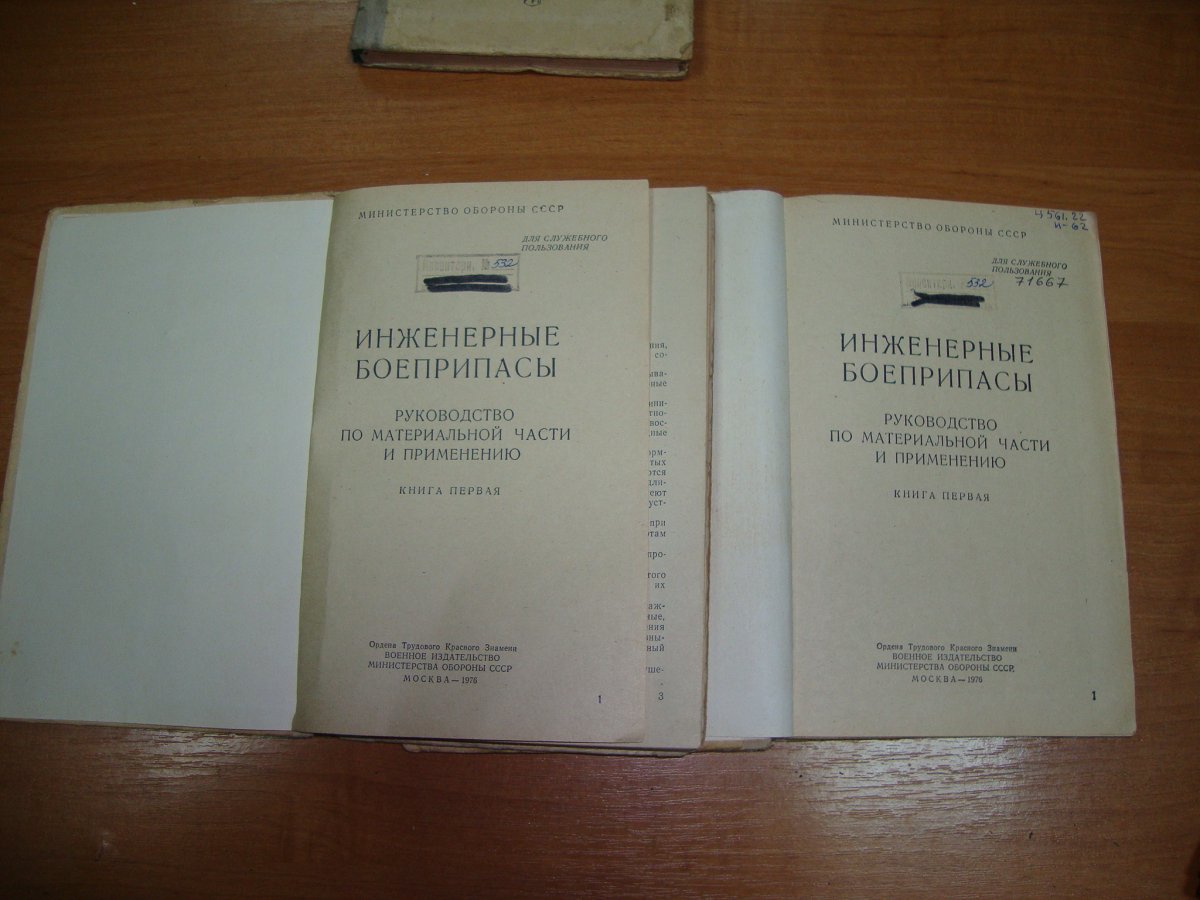 МИНИСТЕРСТВО ОБОРОНЫ СССР
ДЛЯ СЛУЖЕБНОГО
ПОЛЬЗОВАНИЯ
№ 532
ИНЖЕНЕРНЫЕ
БОЕПРИПАСЫ
РУКОВОДСТВО
ПО МАТЕРИАЛЬНОЙ ЧАСТИ
И ПРИМЕНЕНИЮ
КНИГА ПЕРВАЯ
Ордена Трудового Красного Знамени
ВОЕННОЕ ИЗДАТЕЛЬСТВО
МИНИСТЕРСТВА ОБОРОНЫ СССР
МОСКВА — 1976
1
3
Ч561.22
И-62
МИНИСТЕРСТВО ОБОРОНЫ СССР
ДЛЯ СЛУЖЕБНОГО
ПОЛЬЗОВАНИЯ
71667
532
ИНЖЕНЕРНЫЕ
БОЕПРИПАСЫ
РУКОВОДСТВО
ПО МАТЕРИАЛЬНОЙ ЧАСТИ
И ПРИМЕНЕНИЮ
КНИГА ПЕРВАЯ
Ордена Трудового Красного Знамени
ВОЕННОЕ ИЗДАТЕЛЬСТВО
МИНИСТЕРСТВА ОБОРОНЫ СССР
МОСКВА — 1976
1